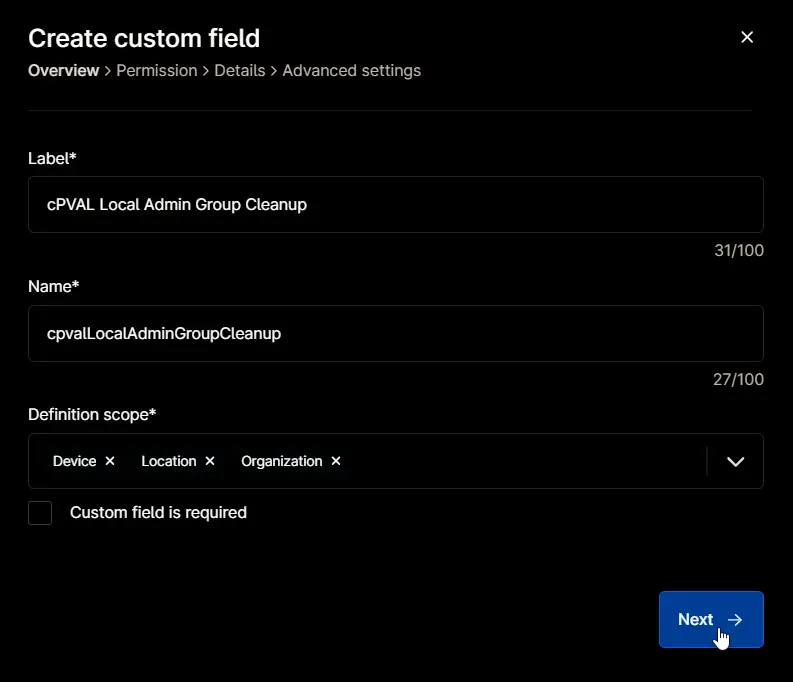 Create custom field
Overview > Permission > Details > Advanced settings
Label*
cPVAL Local Admin Group Cleanup
31/100
Name*
cpvalLocalAdminGroupCleanup
27/100
Definition scope*
Device × Location × Organization ×
Custom field is required
Next →